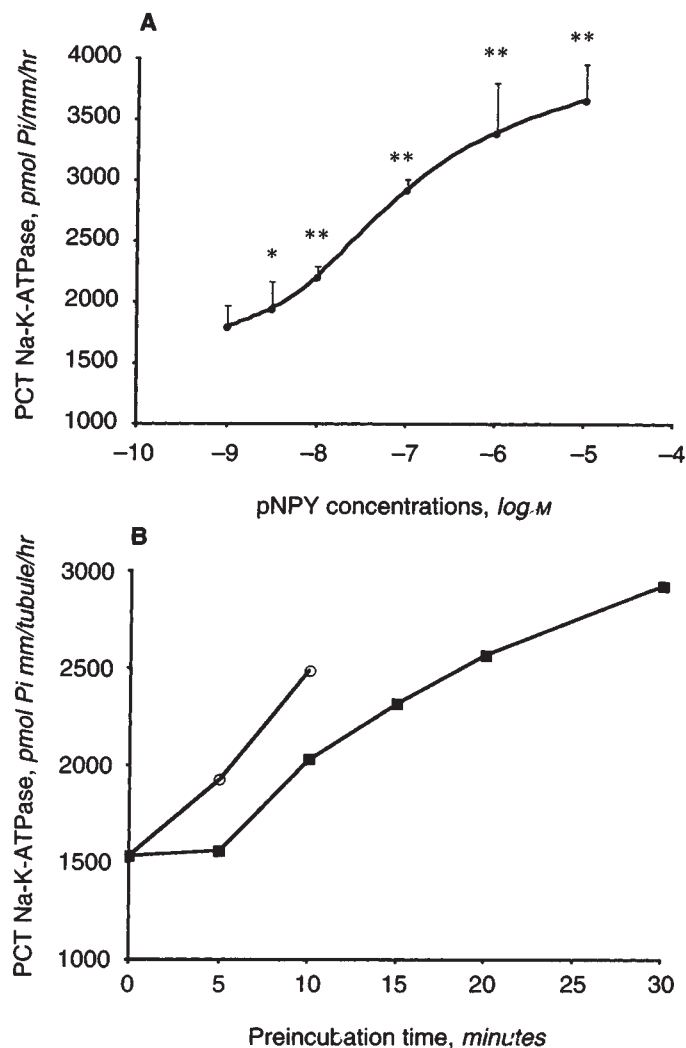 A
PCT Na-K-ATPase, pmol Pi/mm/hr
4000
3500
3000
2500
2000
1500
1000
*
**
**
**
**
–10 –9 –8 –7 –6 –5 –4
pNPY concentrations, log M
B
PCT Na-K-ATPase, pmol Pi mm/tubule/hr
3000
2500
2000
1500
1000
0 5 10 15 20 25 30
Preincubation time, minutes